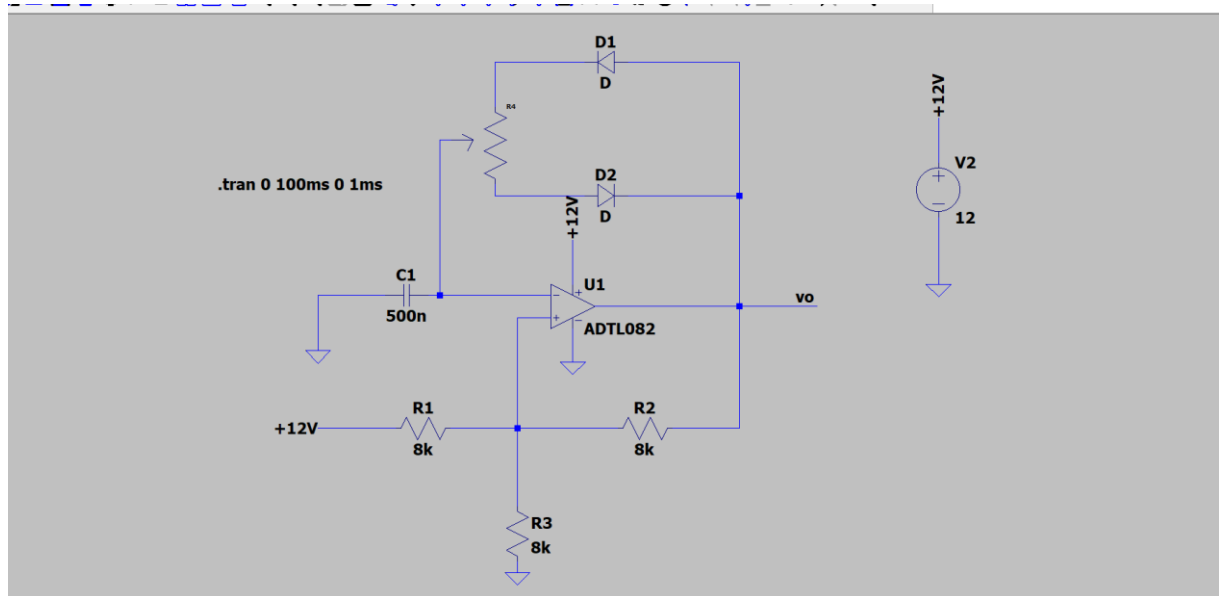 D1
D
R4
+12V
V2
12
.tran 0 100ms 0 1ms
D2
D
+12V
C1
500n
U1
ADTL082
vo
R1
8k
+12V
R2
8k
R3
8k